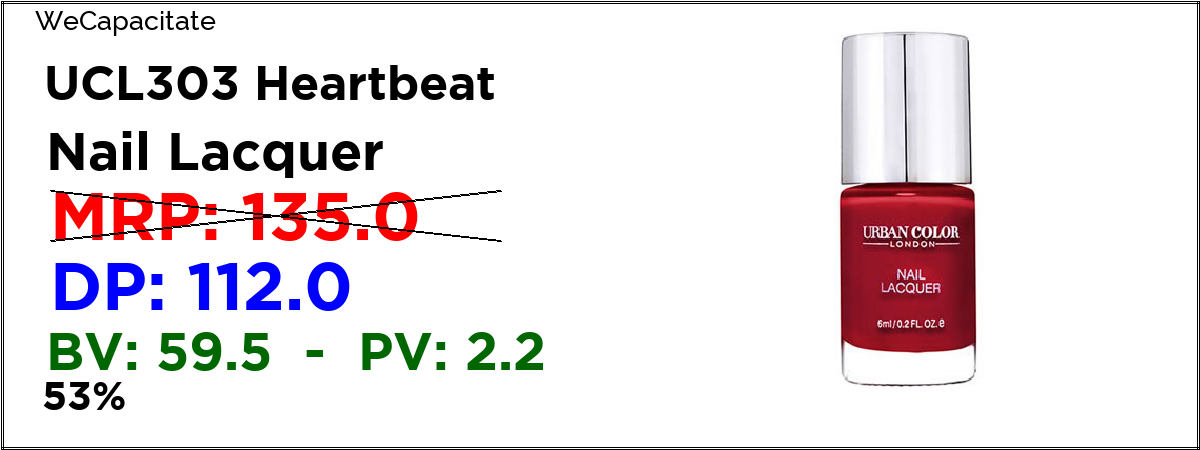 WeCapacitate
UCL303 Heartbeat
Nail Lacquer
MRP: 135.0
DP: 112.0
BV: 59.5 - PV: 2.2
53%
URBAN COLOR
LONDON
NAIL
LACQUER
6ml/0.2 FL. OZ. e